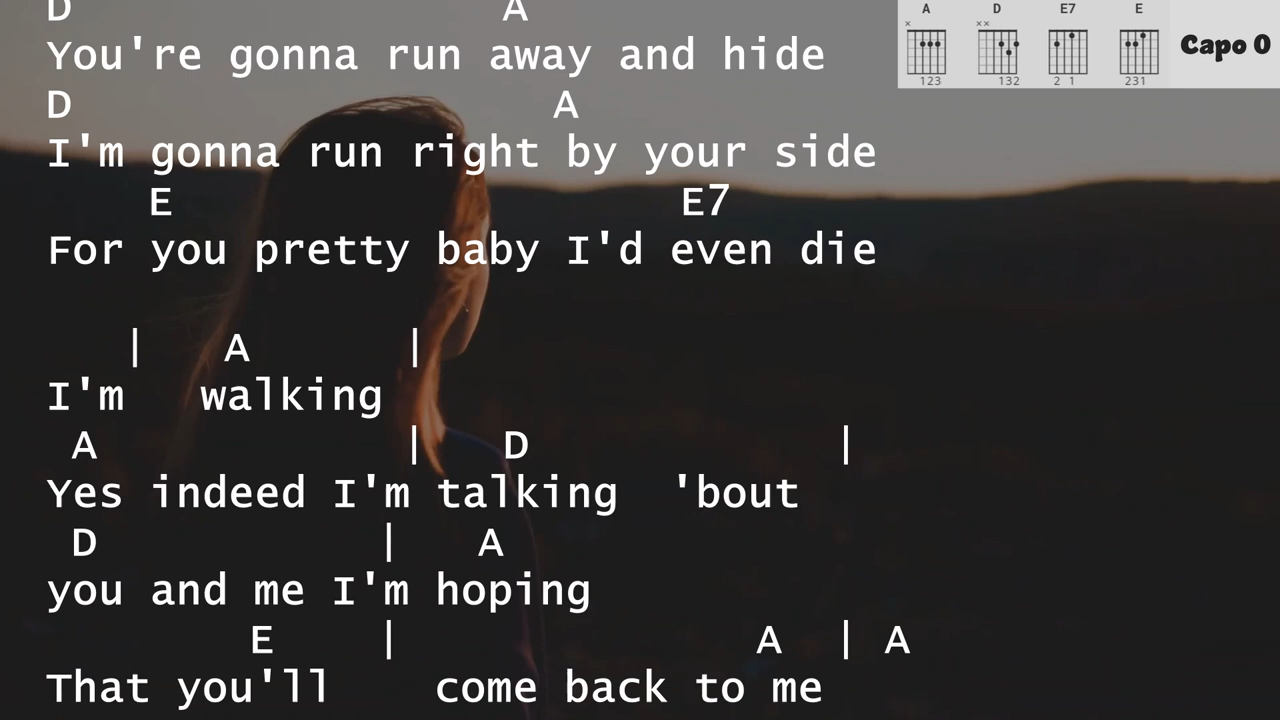 D A
You're gonna run away and hide
D A
I'm gonna run right by your side
E E7
For you pretty baby I'd even die
| A |
I'm walking
A | D |
Yes indeed I'm talking 'bout
D | A
you and me I'm hoping
E | A | A
That you'll come back to me
A D E7 E
x xx
123 132 2 1 231
Capo 0